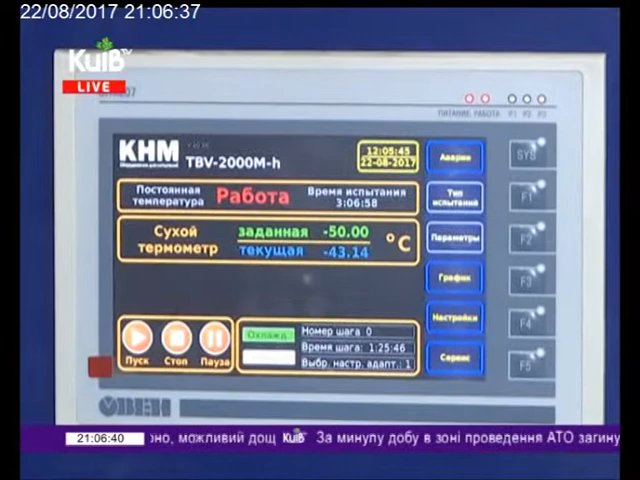 22/08/2017 21:06:37
КиїВ TV
LIVE
ПИТАНИЕ РАБОТА P1 P2 P3
КНМ
TBV-2000M-h
12:05:45
22-08-2017
Авария
SYS
Постоянная температура
Работа
Время испытания
3:06:58
Тип испытаний
F1
Сухой термометр
заданная -50.00
текущая -43.14
°C
Параметры
F2
График
F3
Настройки
F4
Сервис
F5
Пуск
Стоп
Пауза
Охлажд
Номер шага 0
Время шага: 1:25:46
Выбр. настр. адапт.: 1
ОВЕН
21:06:40
но, можливий дощ КиїВ За минулу добу в зоні проведення АТО загину